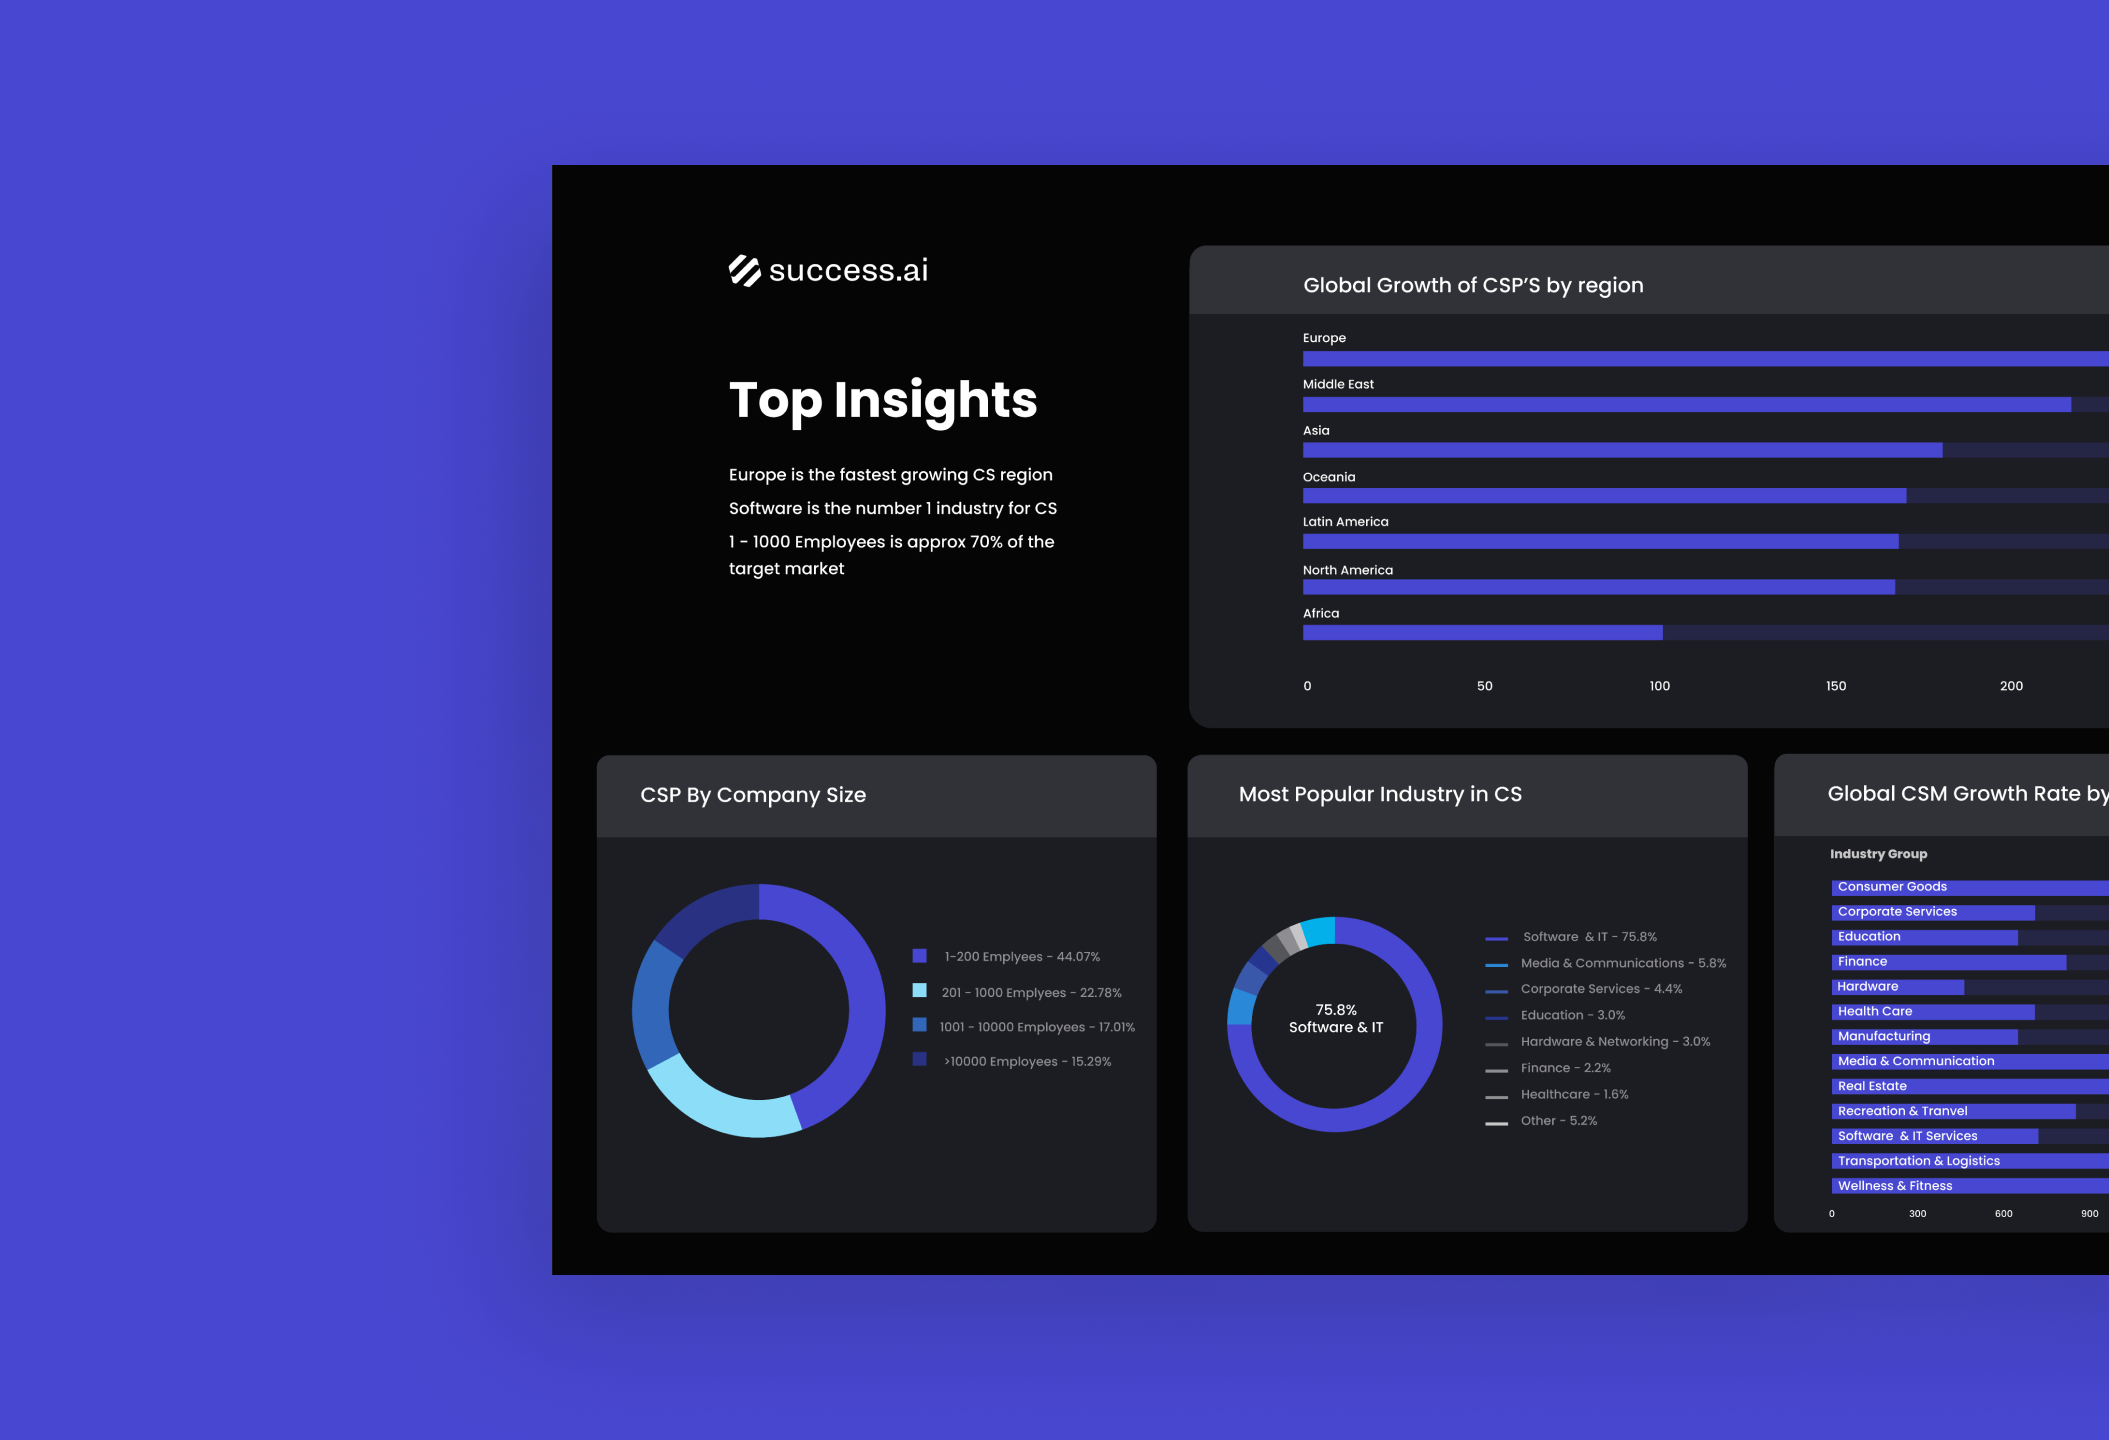 success.ai
Top Insights
Europe is the fastest growing CS region
Software is the number 1 industry for CS
1 - 1000 Employees is approx 70% of the
target market
Global Growth of CSP'S by region
Europe
Middle East
Asia
Oceania
Latin America
North America
Africa
0 50 100 150 200
CSP By Company Size
1-200 Emplyees - 44.07%
201 - 1000 Emplyees - 22.78%
1001 - 10000 Employees - 17.01%
>10000 Employees - 15.29%
Most Popular Industry in CS
75.8%
Software & IT
Software & IT - 75.8%
Media & Communications - 5.8%
Corporate Services - 4.4%
Education - 3.0%
Hardware & Networking - 3.0%
Finance - 2.2%
Healthcare - 1.6%
Other - 5.2%
Global CSM Growth Rate by
Industry Group
Consumer Goods
Corporate Services
Education
Finance
Hardware
Health Care
Manufacturing
Media & Communication
Real Estate
Recreation & Tranvel
Software & IT Services
Transportation & Logistics
Wellness & Fitness
0 300 600 900